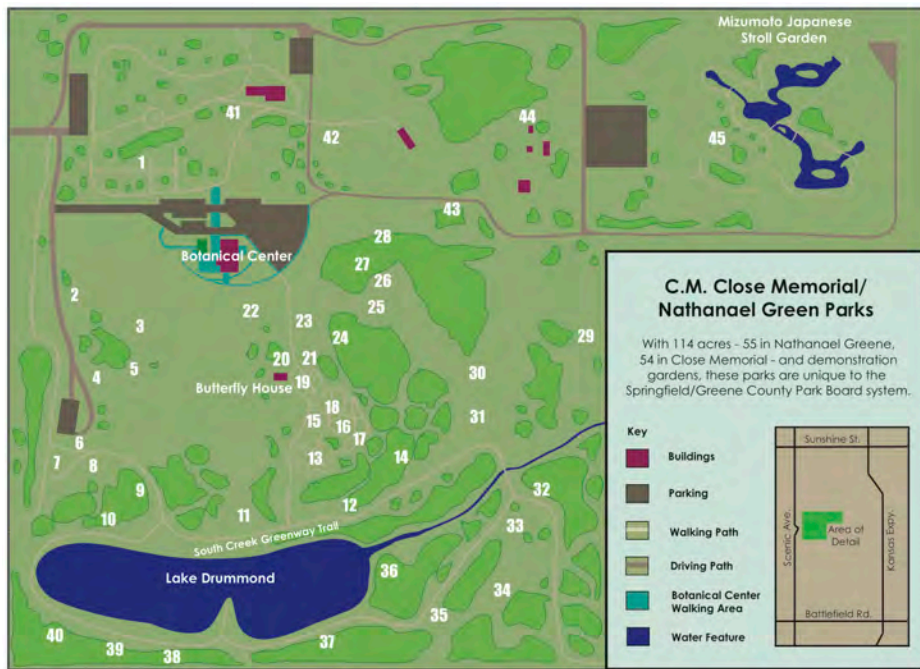 Mizumoto Japanese
Stroll Garden
41
42
44
1
45
43
28
Botanical Center
27
26
2
25
22
23
3
24
29
20
21
5
30
4
19
Butterfly House
18
31
15
16
17
6
13
14
7
8
9
32
12
10
11
33
South Creek Greenway Trail
36
Lake Drummond
34
35
40
37
39
38
C.M. Close Memorial/
Nathanael Green Parks
With 114 acres - 55 in Nathanael Greene,
54 in Close Memorial - and demonstration
gardens, these parks are unique to the
Springfield/Greene County Park Board system.
Key
Buildings
Parking
Walking Path
Driving Path
Botanical Center
Walking Area
Water Feature
Sunshine St.
Scenic Ave.
Area of
Detail
Kansas Expy.
Battlefield Rd.